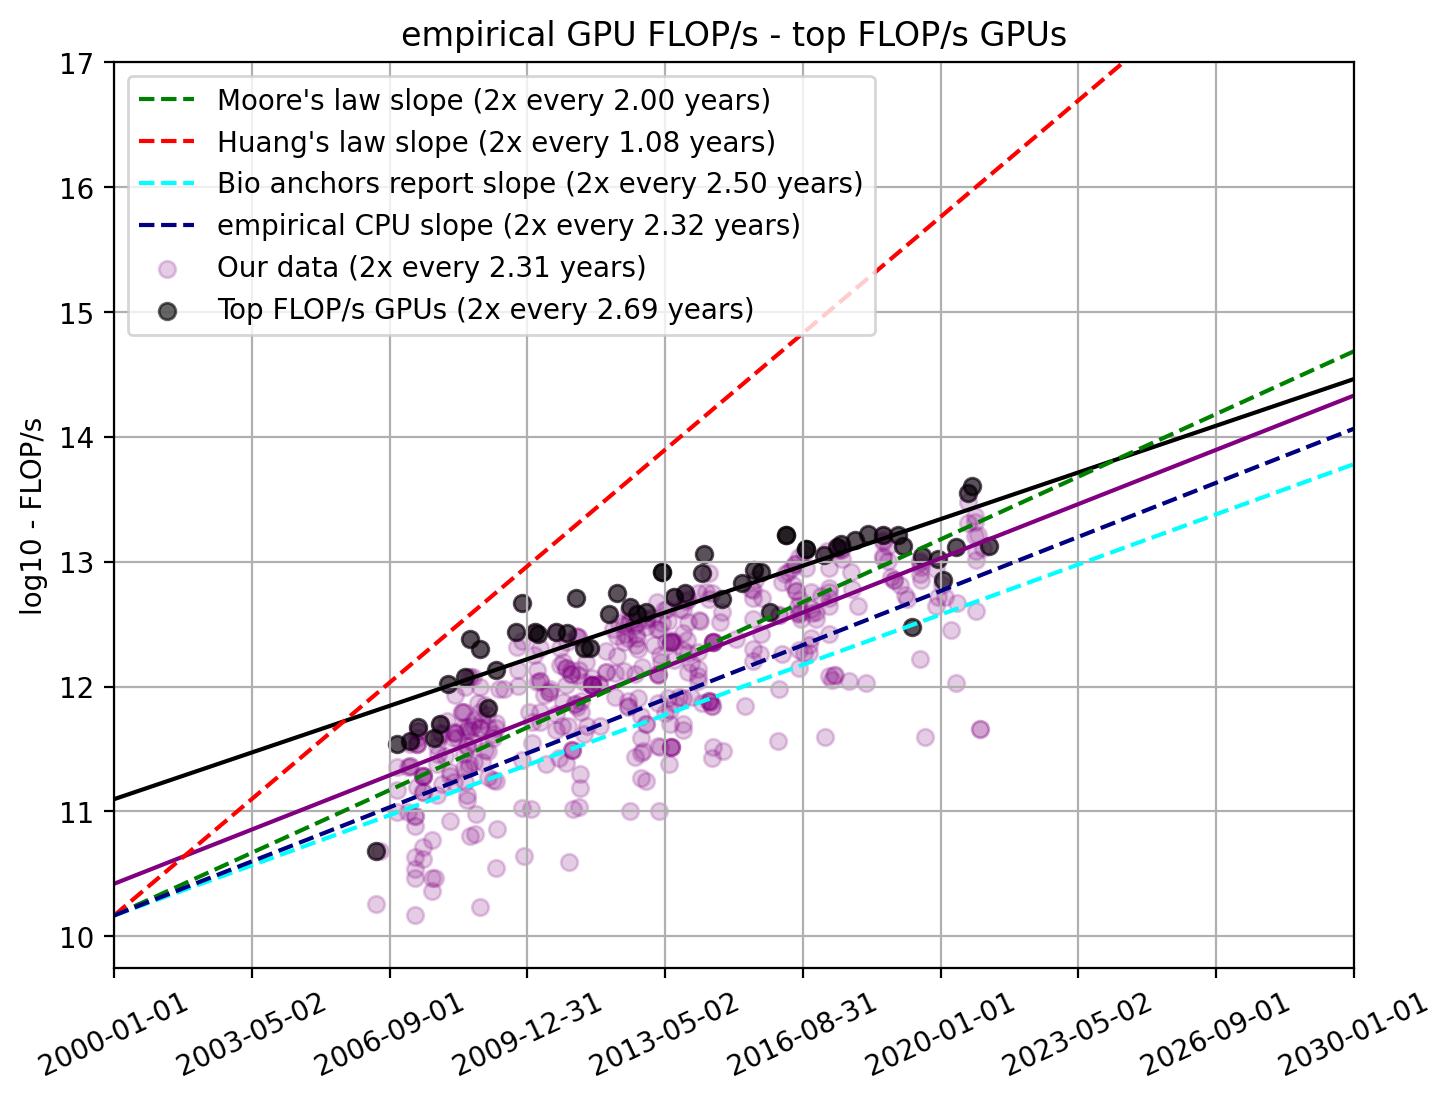 empirical GPU FLOP/s - top FLOP/s GPUs
17
16
15
14
13
12
11
10
log10 - FLOP/s
Moore's law slope (2x every 2.00 years)
Huang's law slope (2x every 1.08 years)
Bio anchors report slope (2x every 2.50 years)
empirical CPU slope (2x every 2.32 years)
Our data (2x every 2.31 years)
Top FLOP/s GPUs (2x every 2.69 years)
2000-01-01
2003-05-02
2006-09-01
2009-12-31
2013-05-02
2016-08-31
2020-01-01
2023-05-02
2026-09-01
2030-01-01